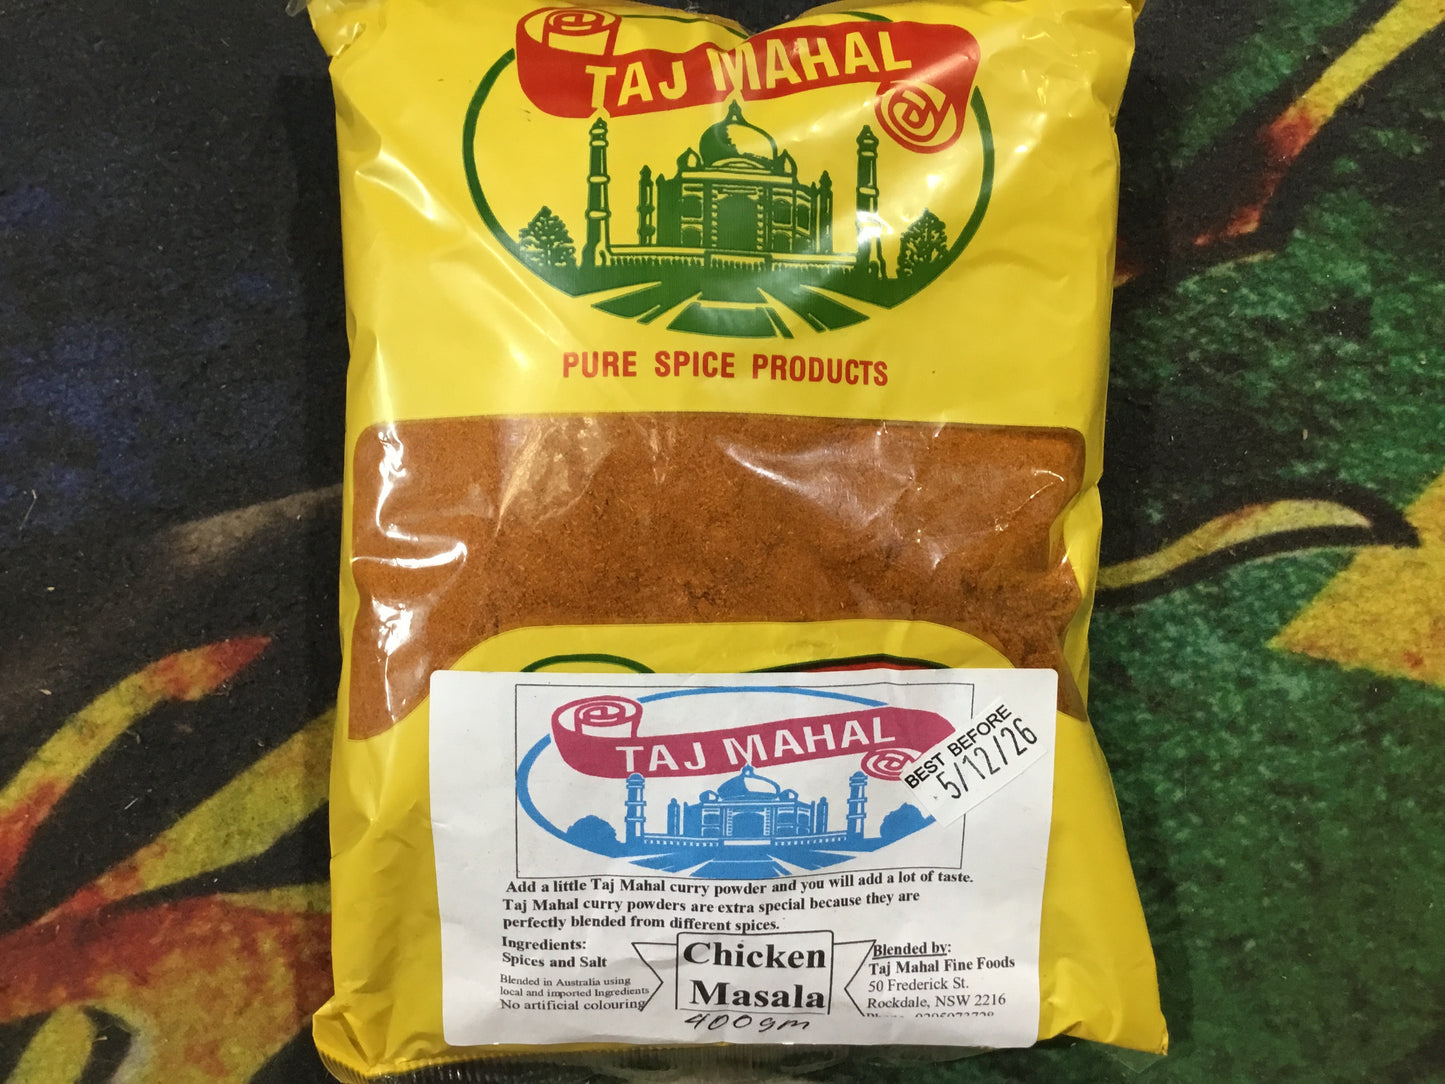 TAJ MAHAL
PURE SPICE PRODUCTS
TAJ MAHAL
BEST BEFORE
5/12/26
Add a little Taj Mahal curry powder and you will add a lot of taste.
Taj Mahal curry powders are extra special because they are
perfectly blended from different spices.
Ingredients:
Spices and Salt
Blended in Australia using
local and imported Ingredients
No artificial colouring
Chicken
Masala
400gm
Blended by:
Taj Mahal Fine Foods
50 Frederick St.
Rockdale, NSW 2216